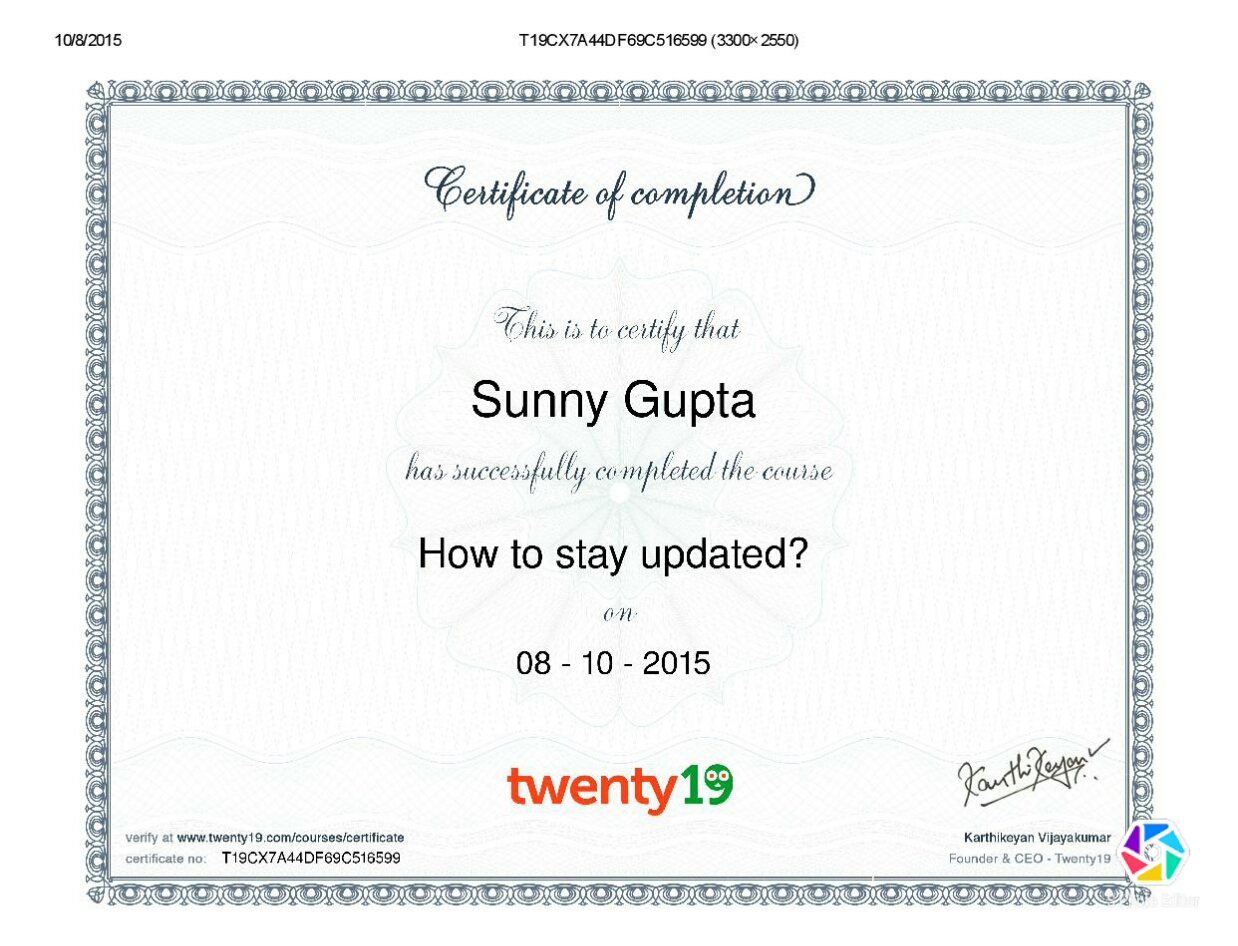 10/8/2015
T19CX7A44DF69C516599 (3300×2550)
Certificate of completion
This is to certify that
Sunny Gupta
has successfully completed the course
How to stay updated?
on
08 - 10 - 2015
twenty19
KarthiKeyan
verify at www.twenty19.com/courses/certificate
certificate no: T19CX7A44DF69C516599
Karthikeyan Vijayakumar
Founder & CEO - Twenty19